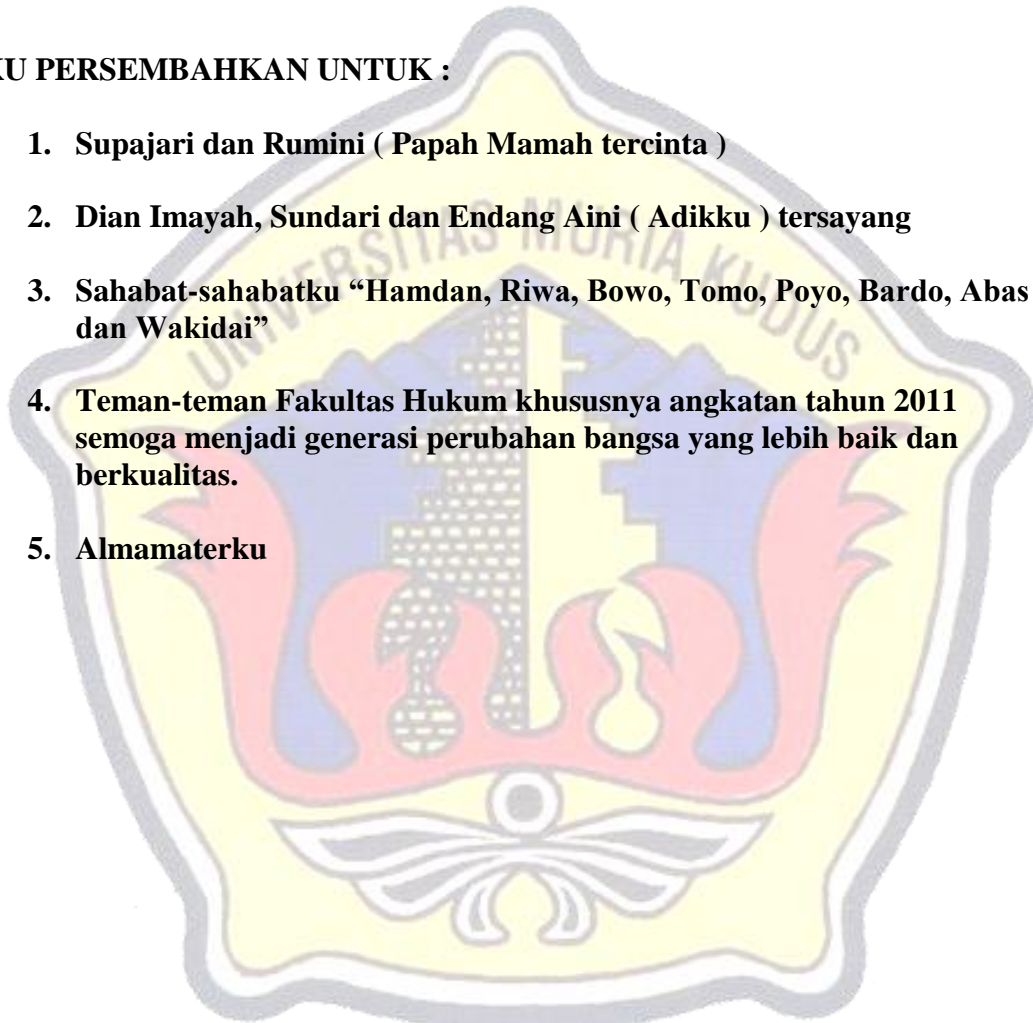 KU PERSEMBAHKAN UNTUK :
1. Supajari dan Rumini ( Papah Mamah tercinta )
2. Dian Imayah, Sundari dan Endang Aini ( Adikku ) tersayang
UNIVERSITAS MURIA KUDUS
3. Sahabat-sahabatku “Hamdan, Riwa, Bowo, Tomo, Poyo, Bardo, Abas
dan Wakidai”
4. Teman-teman Fakultas Hukum khususnya angkatan tahun 2011
semoga menjadi generasi perubahan bangsa yang lebih baik dan
berkualitas.
5. Almamaterku